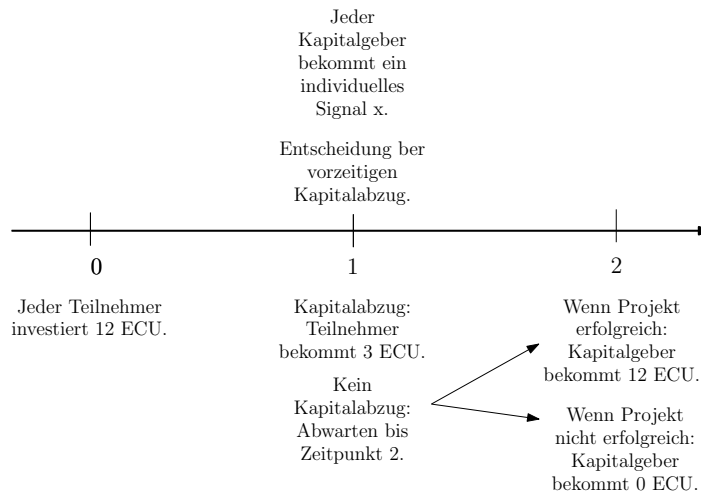 Jeder
Kapitalgeber
bekommt ein
individuelles
Signal x.
Entscheidung ber
vorzeitigen
Kapitalabzug.
0
1
2
Jeder Teilnehmer
investiert 12 ECU.
Kapitalabzug:
Teilnehmer
bekommt 3 ECU.
Kein
Kapitalabzug:
Abwarten bis
Zeitpunkt 2.
Wenn Projekt
erfolgreich:
Kapitalgeber
bekommt 12 ECU.
Wenn Projekt
nicht erfolgreich:
Kapitalgeber
bekommt 0 ECU.